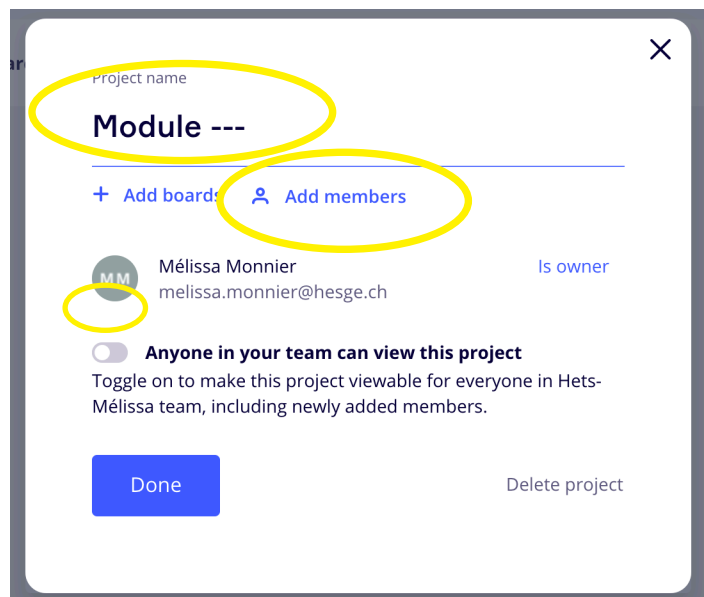 Project name
Module ---
+ Add boards Add members
Mélissa Monnier Is owner
MM
melissa.monnier@hesge.ch
Anyone in your team can view this project
Toggle on to make this project viewable for everyone in Hets-
Mélissa team, including newly added members.
Done Delete project